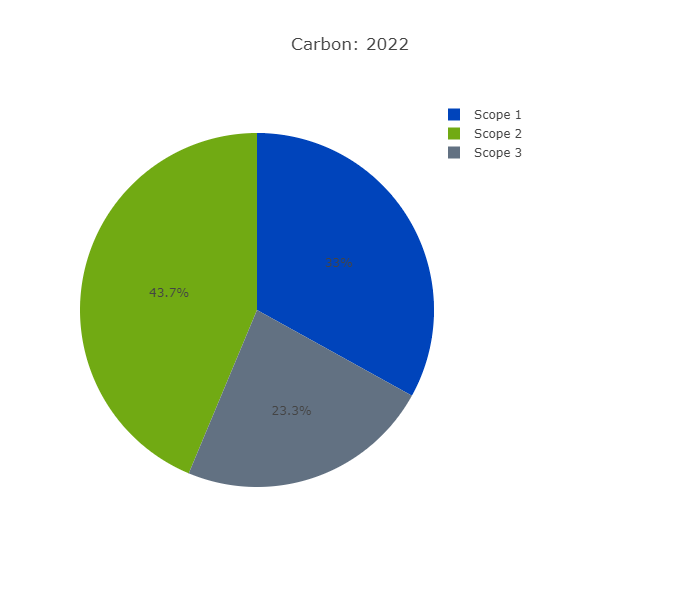 Carbon: 2022
Scope 1
Scope 2
Scope 3
33%
43.7%
23.3%